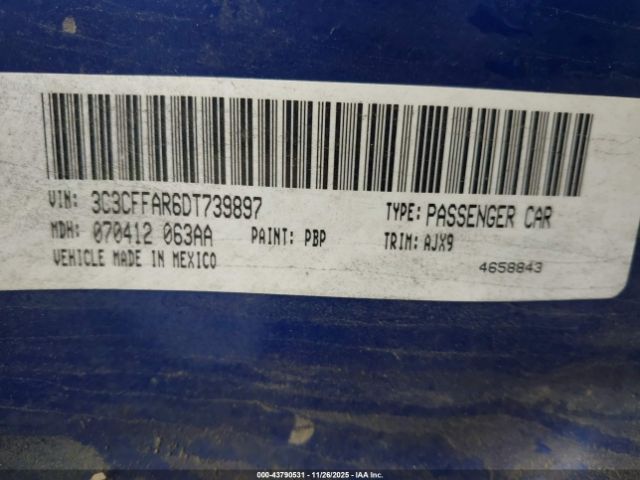 VIN: 3C3CFFAR6DT739897 TYPE: PASSENGER CAR
MDH: 070412 063AA PAINT: PBP TRIM: AJX9
VEHICLE MADE IN MEXICO 4658843
000-43790531 - 11/26/2025 - © IAA, Inc.